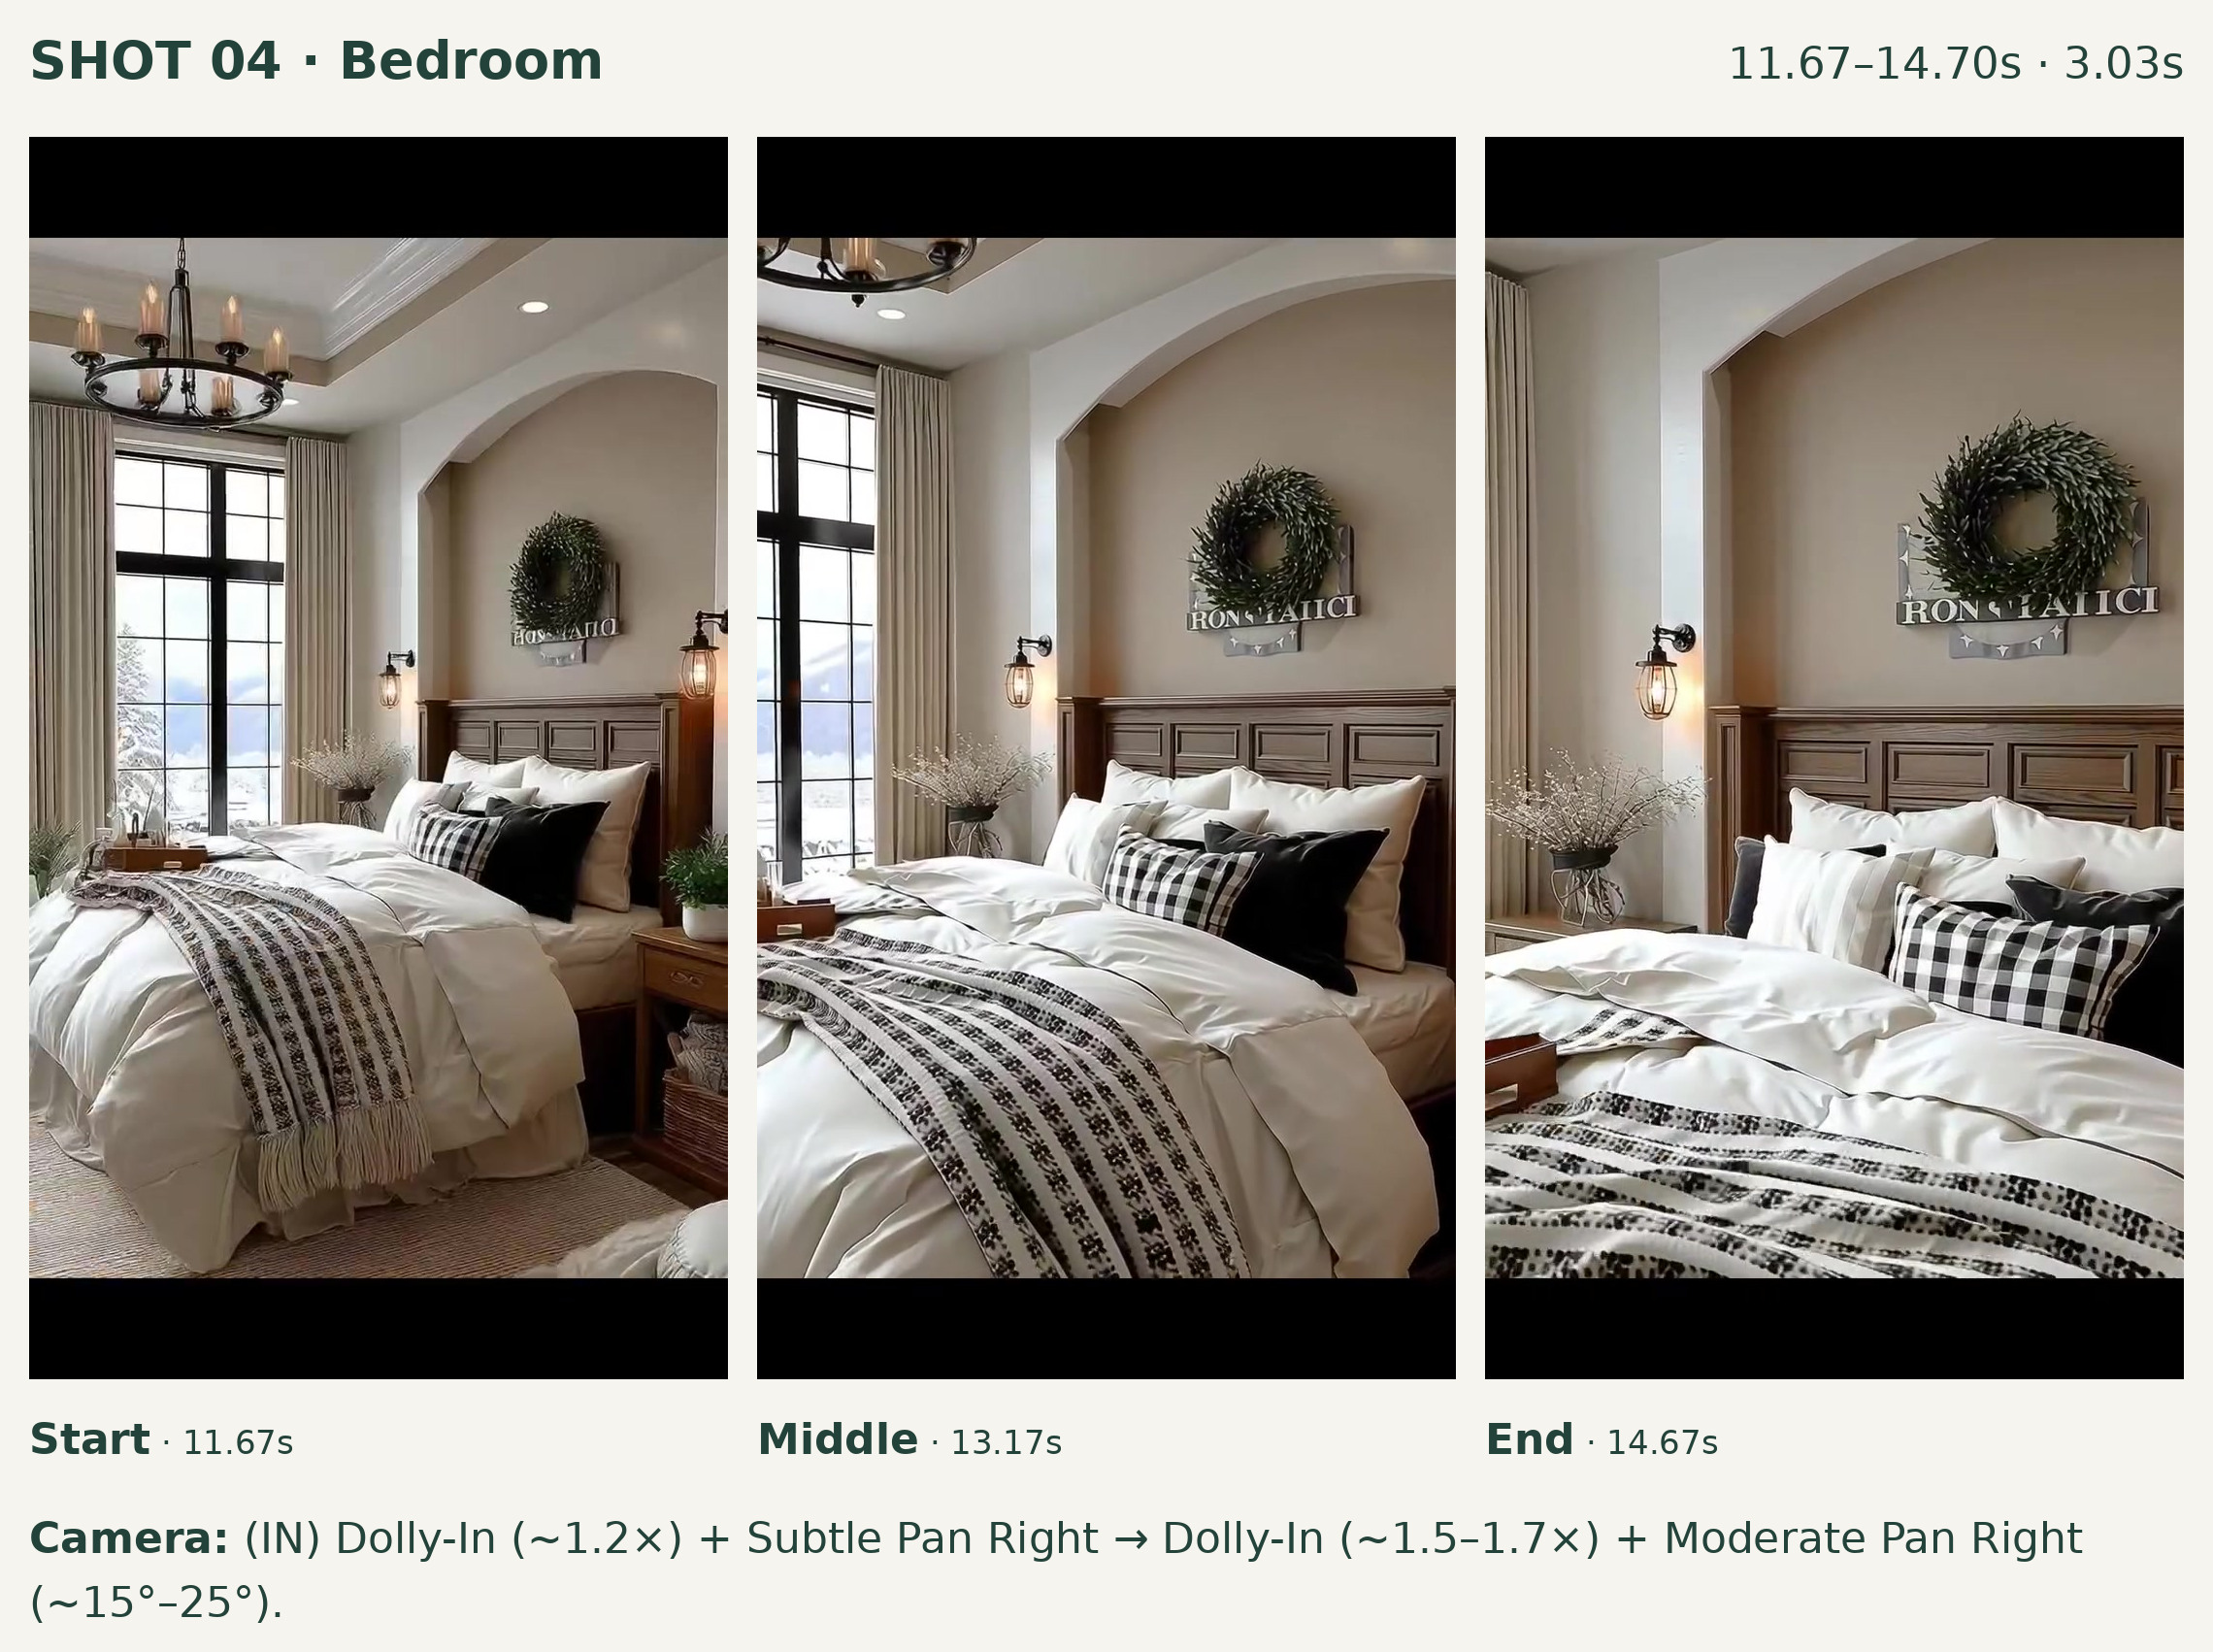 SHOT 04 · Bedroom
11.67–14.70s · 3.03s
Start · 11.67s
Middle · 13.17s
End · 14.67s
Camera: (IN) Dolly-In (~1.2×) + Subtle Pan Right → Dolly-In (~1.5–1.7×) + Moderate Pan Right
(~15°–25°).